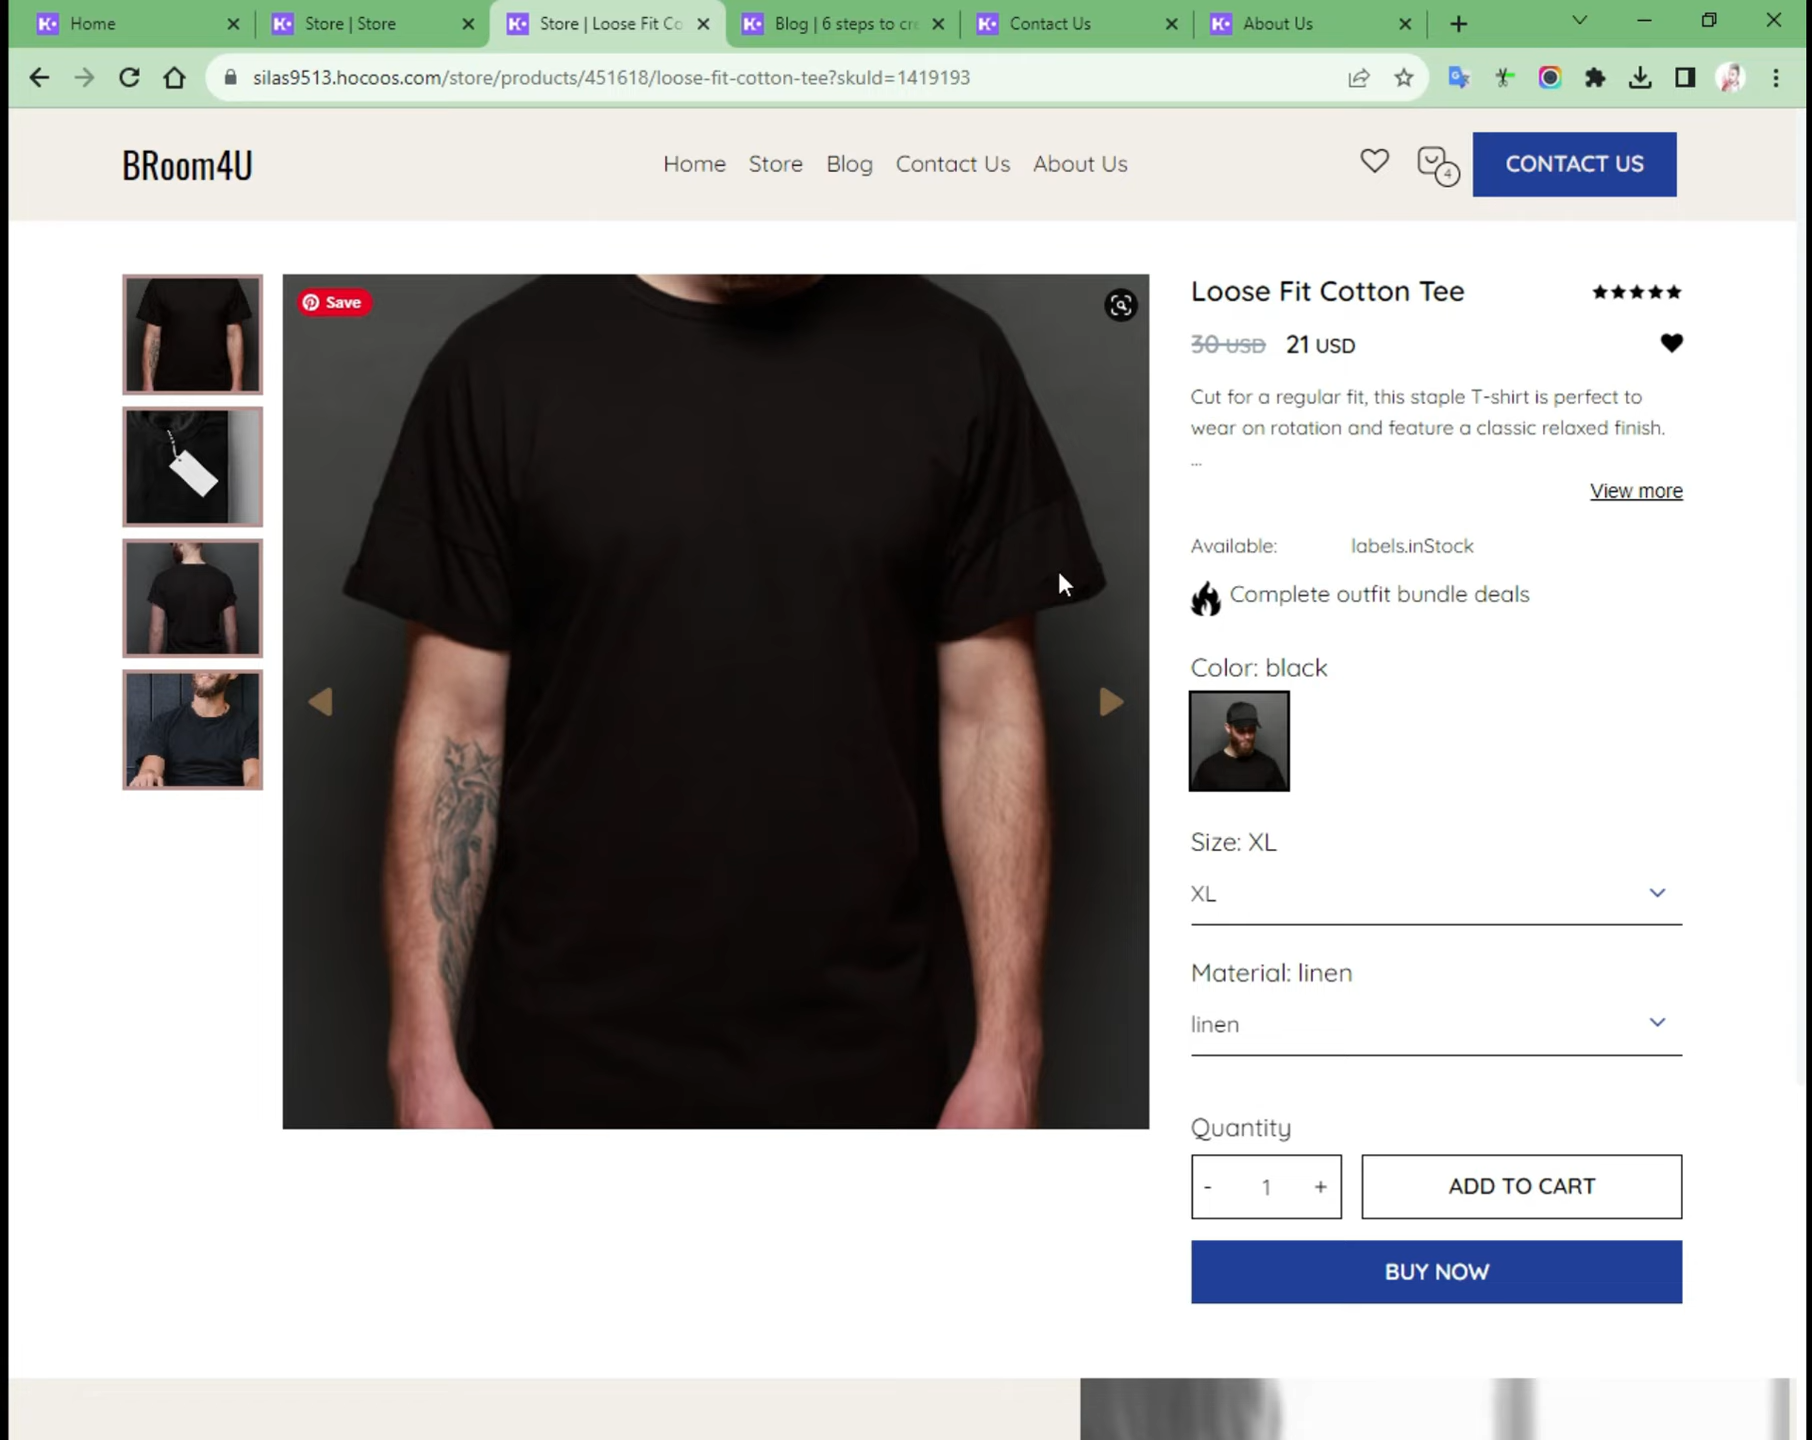 Home
Store | Store
Store | Loose Fit Co
Blog | 6 steps to cre
Contact Us
About Us
silas9513.hocoos.com/store/products/451618/loose-fit-cotton-tee?skuId=1419193
BRoom4U
Home
Store
Blog
Contact Us
About Us
4
CONTACT US
Save
Loose Fit Cotton Tee
30 USD 21 USD
Cut for a regular fit, this staple T-shirt is perfect to
wear on rotation and feature a classic relaxed finish.
...
View more
Available: labels.inStock
Complete outfit bundle deals
Color: black
Size: XL
XL
Material: linen
linen
Quantity
- 1 +
ADD TO CART
BUY NOW